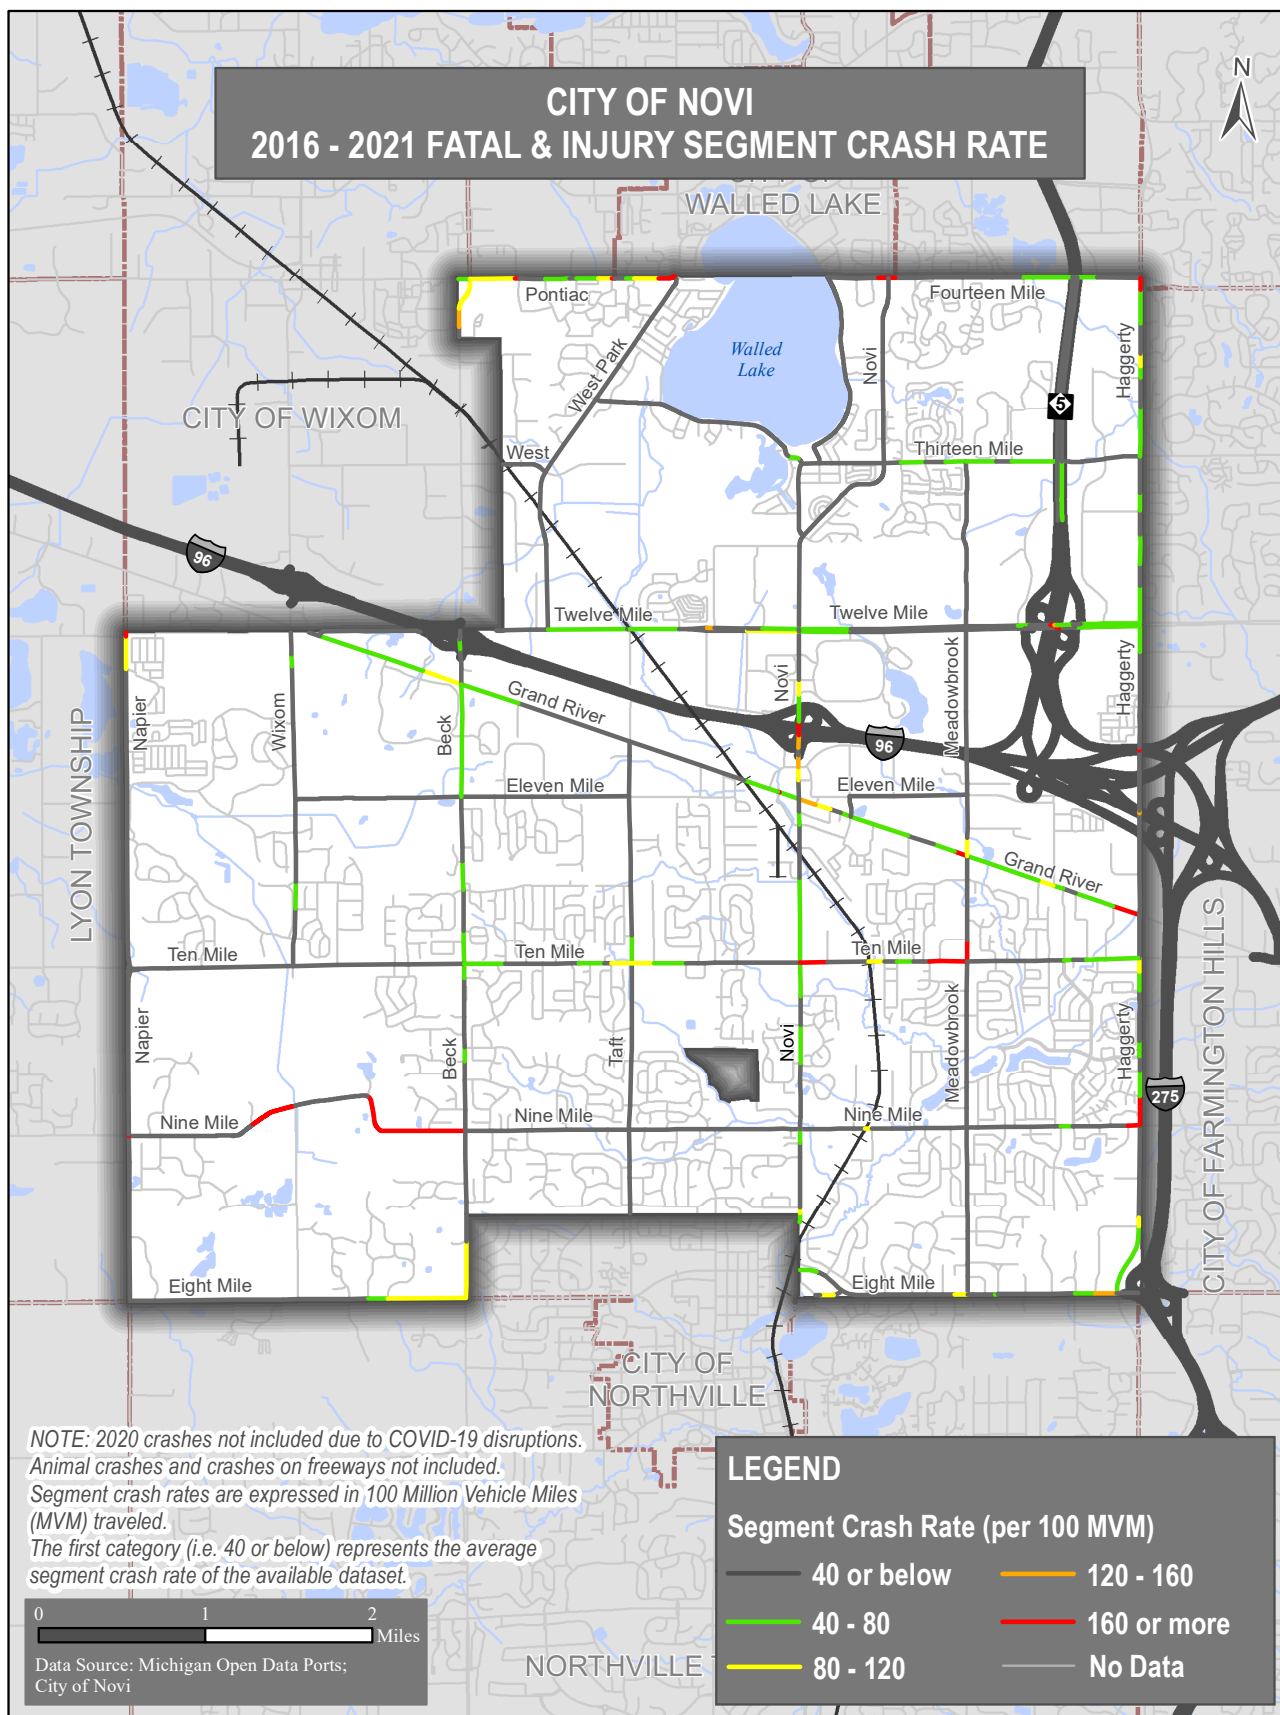 CITY OF NOVI
2016 - 2021 FATAL & INJURY SEGMENT CRASH RATE
N
WALLED LAKE
Pontiac
Fourteen Mile
West Park
Walled
Lake
Novi
Haggerty
5
CITY OF WIXOM
West
Thirteen Mile
96
Twelve Mile
Twelve Mile
Napier
Wixom
Beck
Grand River
Novi
Meadowbrook
Haggerty
96
LYON TOWNSHIP
Eleven Mile
Eleven Mile
Grand River
Ten Mile
Ten Mile
Ten Mile
CITY OF FARMINGTON HILLS
Napier
Beck
Taft
Novi
Meadowbrook
Haggerty
275
Nine Mile
Nine Mile
Nine Mile
Eight Mile
Eight Mile
CITY OF
NORTHVILLE
NOTE: 2020 crashes not included due to COVID-19 disruptions.
Animal crashes and crashes on freeways not included.
Segment crash rates are expressed in 100 Million Vehicle Miles
(MVM) traveled.
The first category (i.e. 40 or below) represents the average
segment crash rate of the available dataset.
0 1 2
Miles
Data Source: Michigan Open Data Ports;
City of Novi
NORTHVILLE
LEGEND
Segment Crash Rate (per 100 MVM)
40 or below
120 - 160
40 - 80
160 or more
80 - 120
No Data